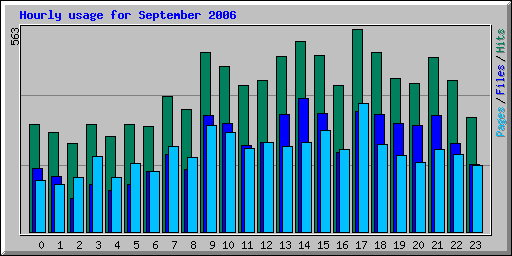 Hourly usage for September 2006
563
Pages/Files/Hits
0 1 2 3 4 5 6 7 8 9 10 11 12 13 14 15 16 17 18 19 20 21 22 23